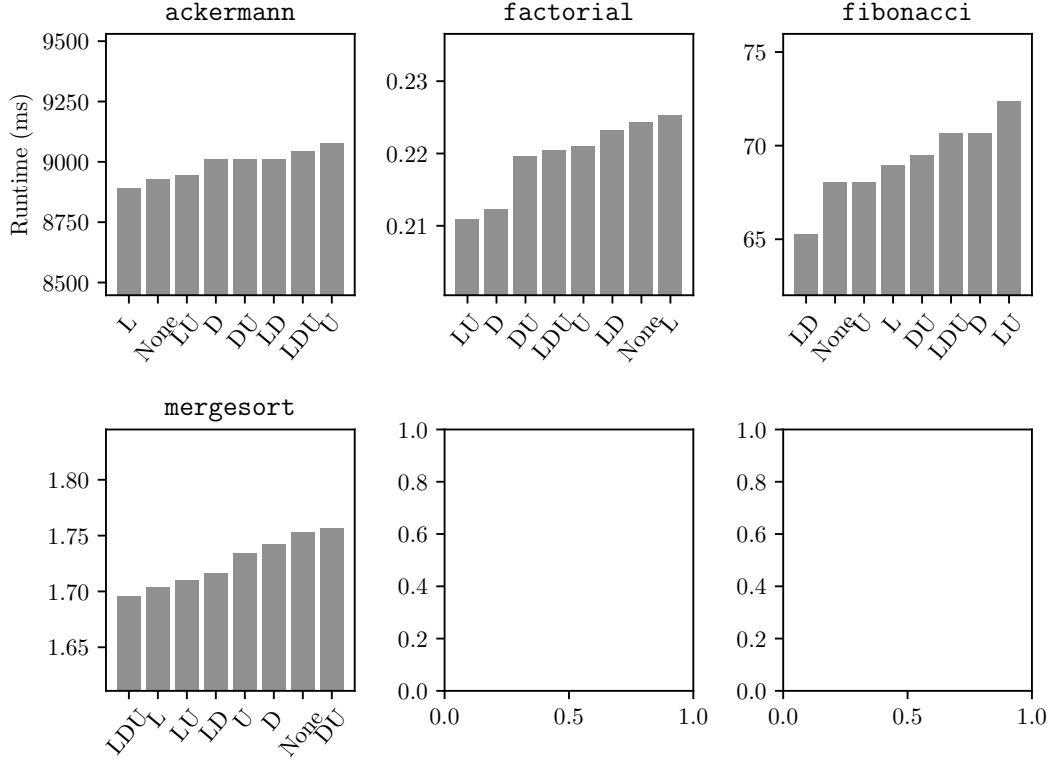 ackermann
factorial
fibonacci
Runtime (ms)
9500
9250
9000
8750
8500
L
None
LU
D
DU
LD
LDU
U
0.23
0.22
0.21
LU
D
DU
LDU
U
LD
None
L
75
70
65
LD
None
U
L
DU
LDU
D
LU
mergesort
1.80
1.75
1.70
1.65
LDU
L
LU
LD
U
D
None
DU
1.0
0.8
0.6
0.4
0.2
0.0
0.0 0.5 1.0
1.0
0.8
0.6
0.4
0.2
0.0
0.0 0.5 1.0